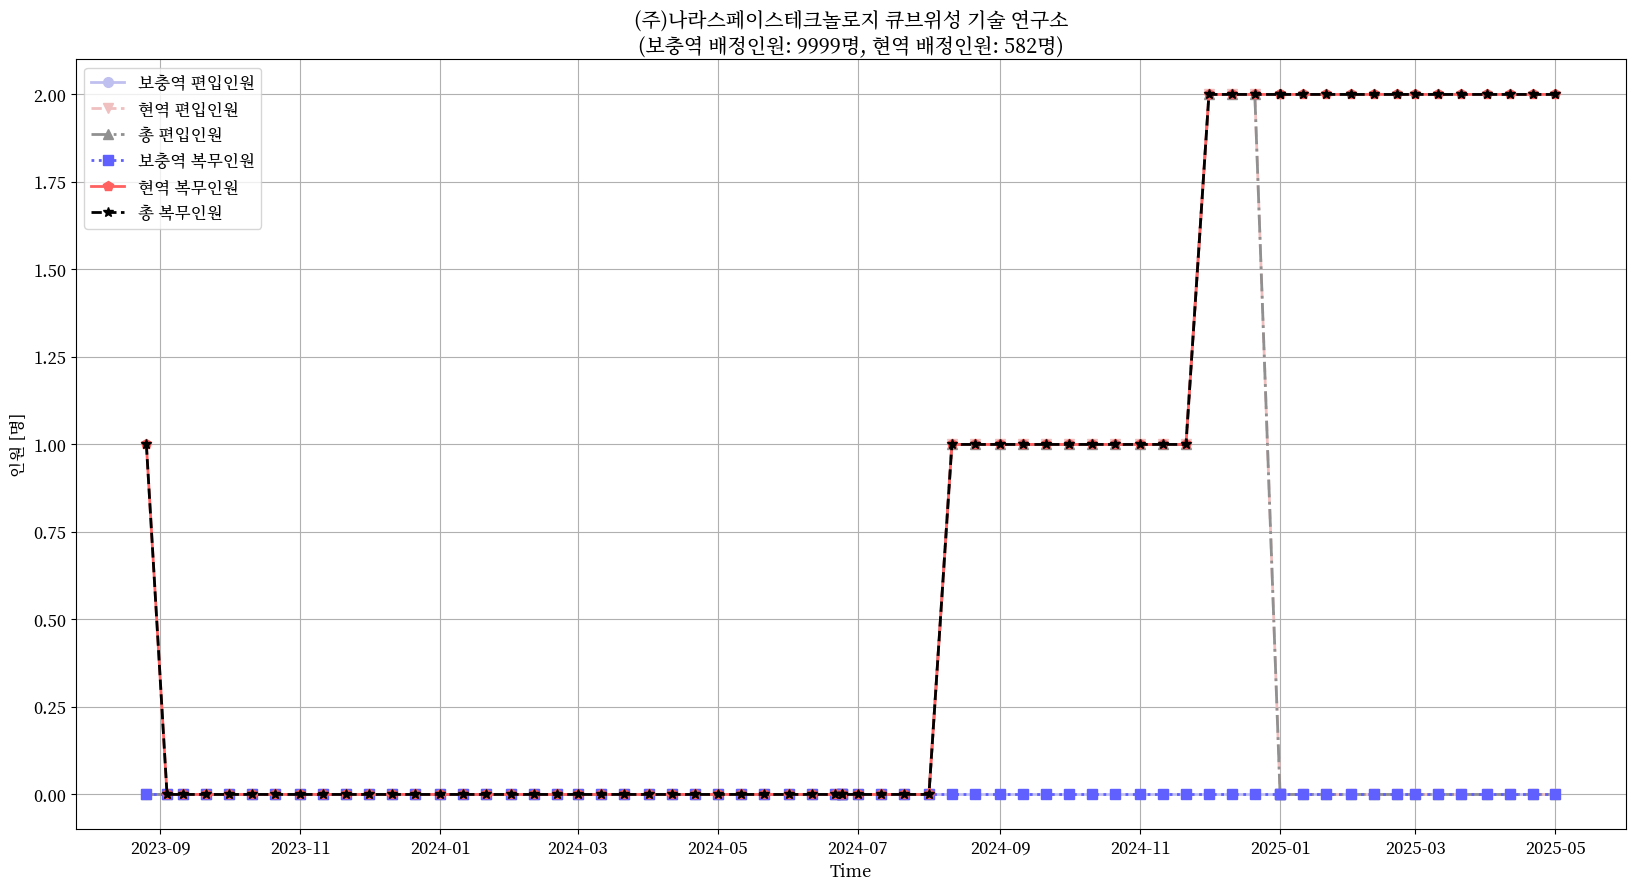 (주)나라스페이스테크놀로지 큐브위성 기술 연구소
(보충역 배정인원: 9999명, 현역 배정인원: 582명)
보충역 편입인원
현역 편입인원
총 편입인원
보충역 복무인원
현역 복무인원
총 복무인원
인원 [명]
2.00
1.75
1.50
1.25
1.00
0.75
0.50
0.25
0.00
2023-09
2023-11
2024-01
2024-03
2024-05
2024-07
2024-09
2024-11
2025-01
2025-03
2025-05
Time